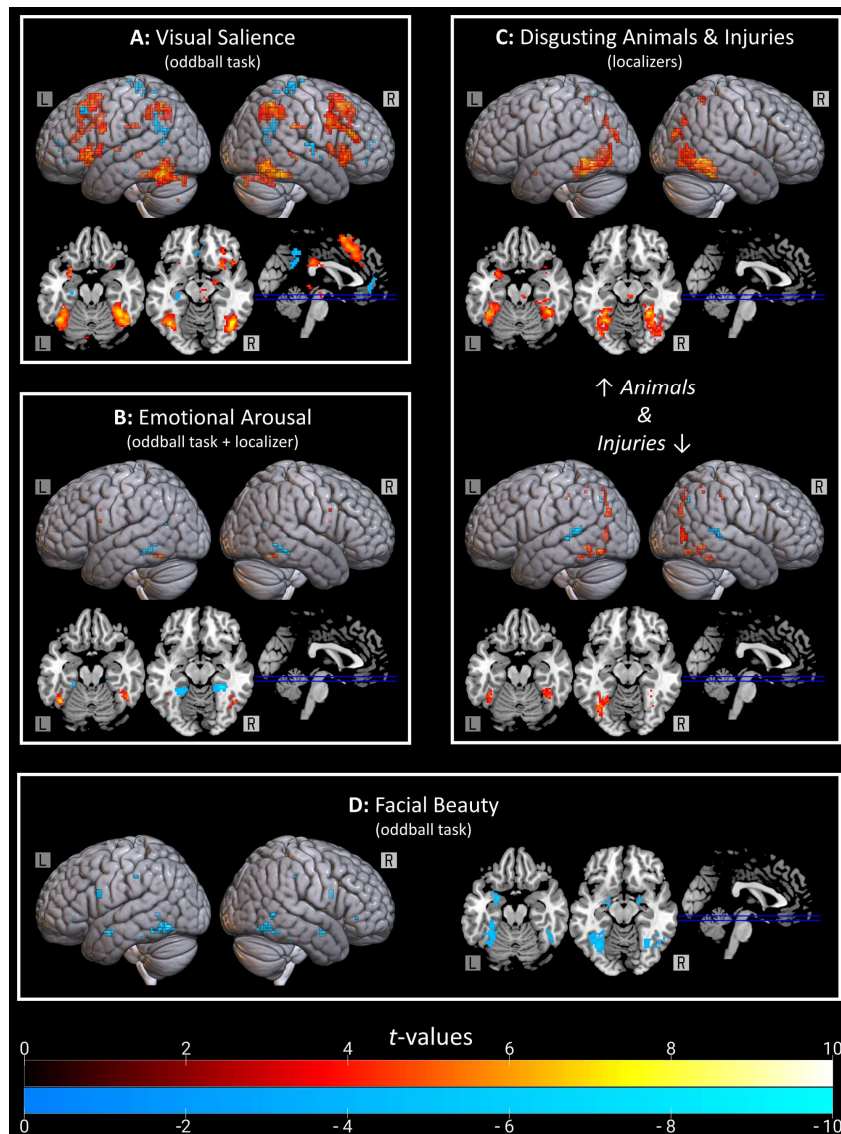 A: Visual Salience
(oddball task)
L
R
L
R
B: Emotional Arousal
(oddball task + localizer)
L
R
L
R
C: Disgusting Animals & Injuries
(localizers)
L
R
L
R
↑ Animals
&
Injuries ↓
L
R
L
R
D: Facial Beauty
(oddball task)
L
R
L
R
t-values
0 2 4 6 8 10
0 -2 -4 -6 -8 -10